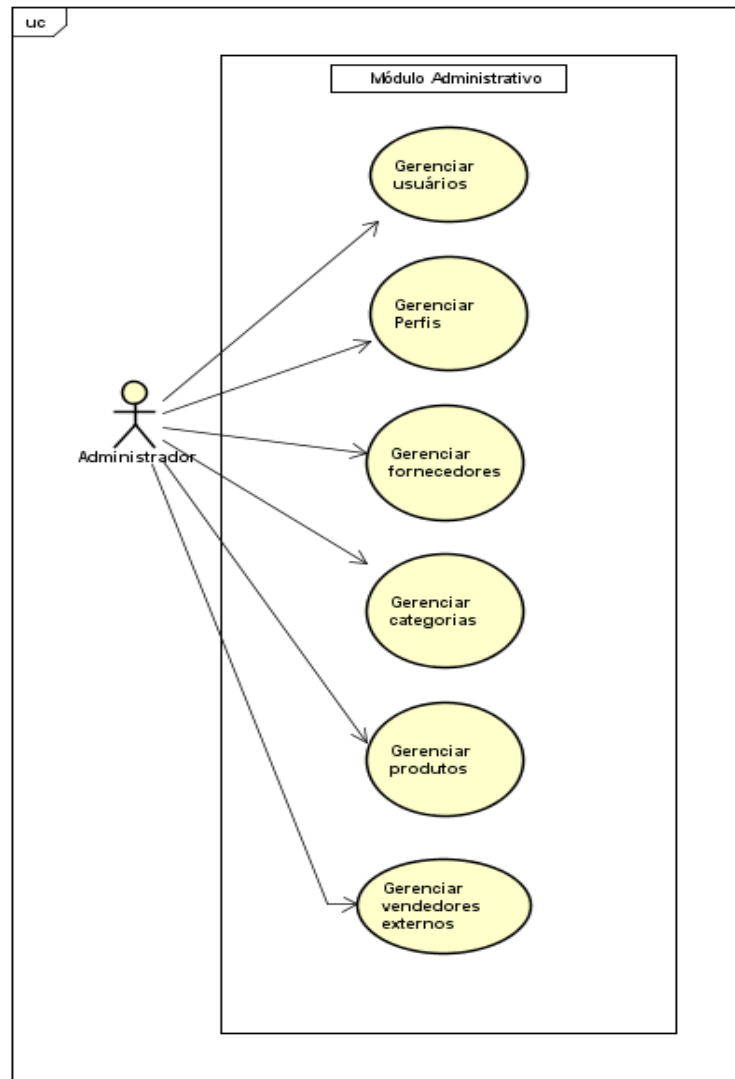 uc
Módulo Administrativo
Gerenciar
usuários
Gerenciar
Perfis
Gerenciar
fornecedores
Administrador
Gerenciar
categorias
Gerenciar
produtos
Gerenciar
vendedores
externos